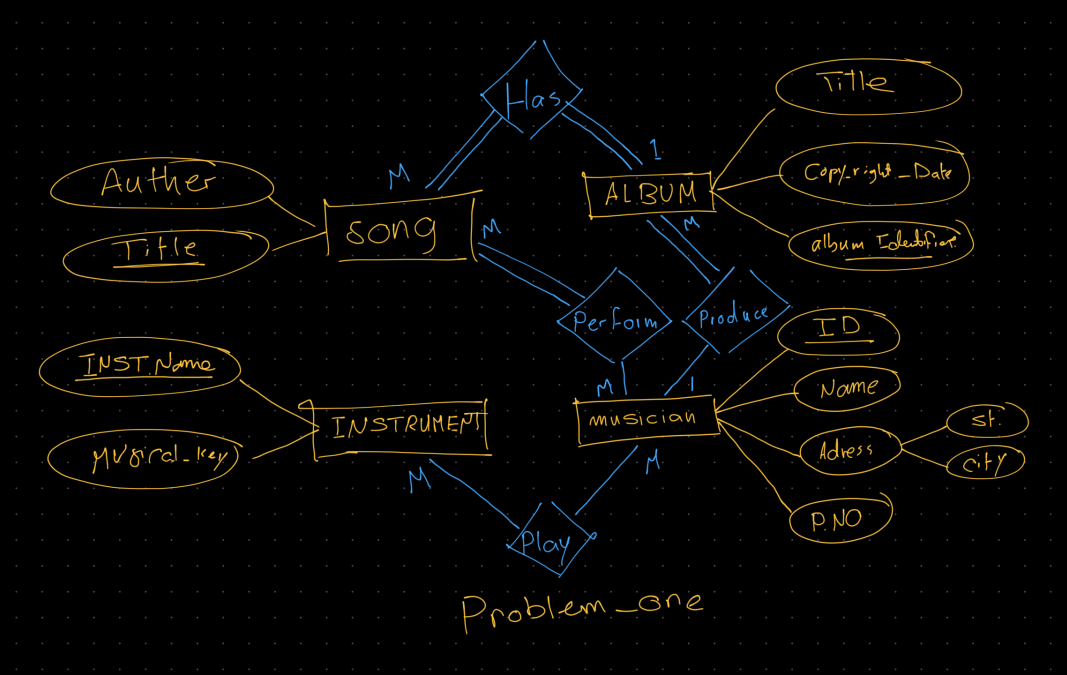 Has
Title
M
1
Auther
Copy_right_Date
ALBUM
Song
M
M
Title
album Identifier
Perform
Produce
ID
INST.Name
M
1
Name
musician
INSTRUMENT
St.
Adress
Musical_key
City
M
M
P.NO
Play
Problem_one